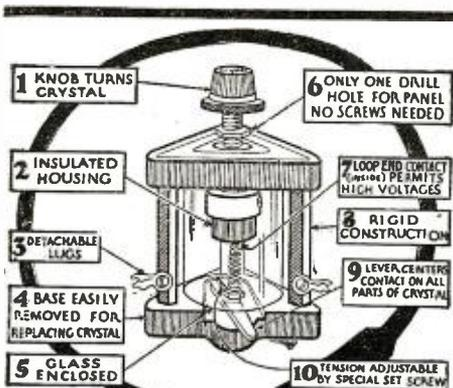 1 KNOB TURNS
CRYSTAL
2 INSULATED
HOUSING
3 DETACHABLE
LUGS
4 BASE EASILY
REMOVED FOR
REPLACING CRYSTAL
5 GLASS
ENCLOSED
6 ONLY ONE DRILL
HOLE FOR PANEL
NO SCREWS NEEDED
7 LOOP END CONTACT
(INSIDE) PERMITS
HIGH VOLTAGES
8 RIGID
CONSTRUCTION
9 LEVER CENTERS
CONTACT ON ALL
PARTS OF CRYSTAL
10 TENSION ADJUSTABLE
BY SPECIAL SET SCREW